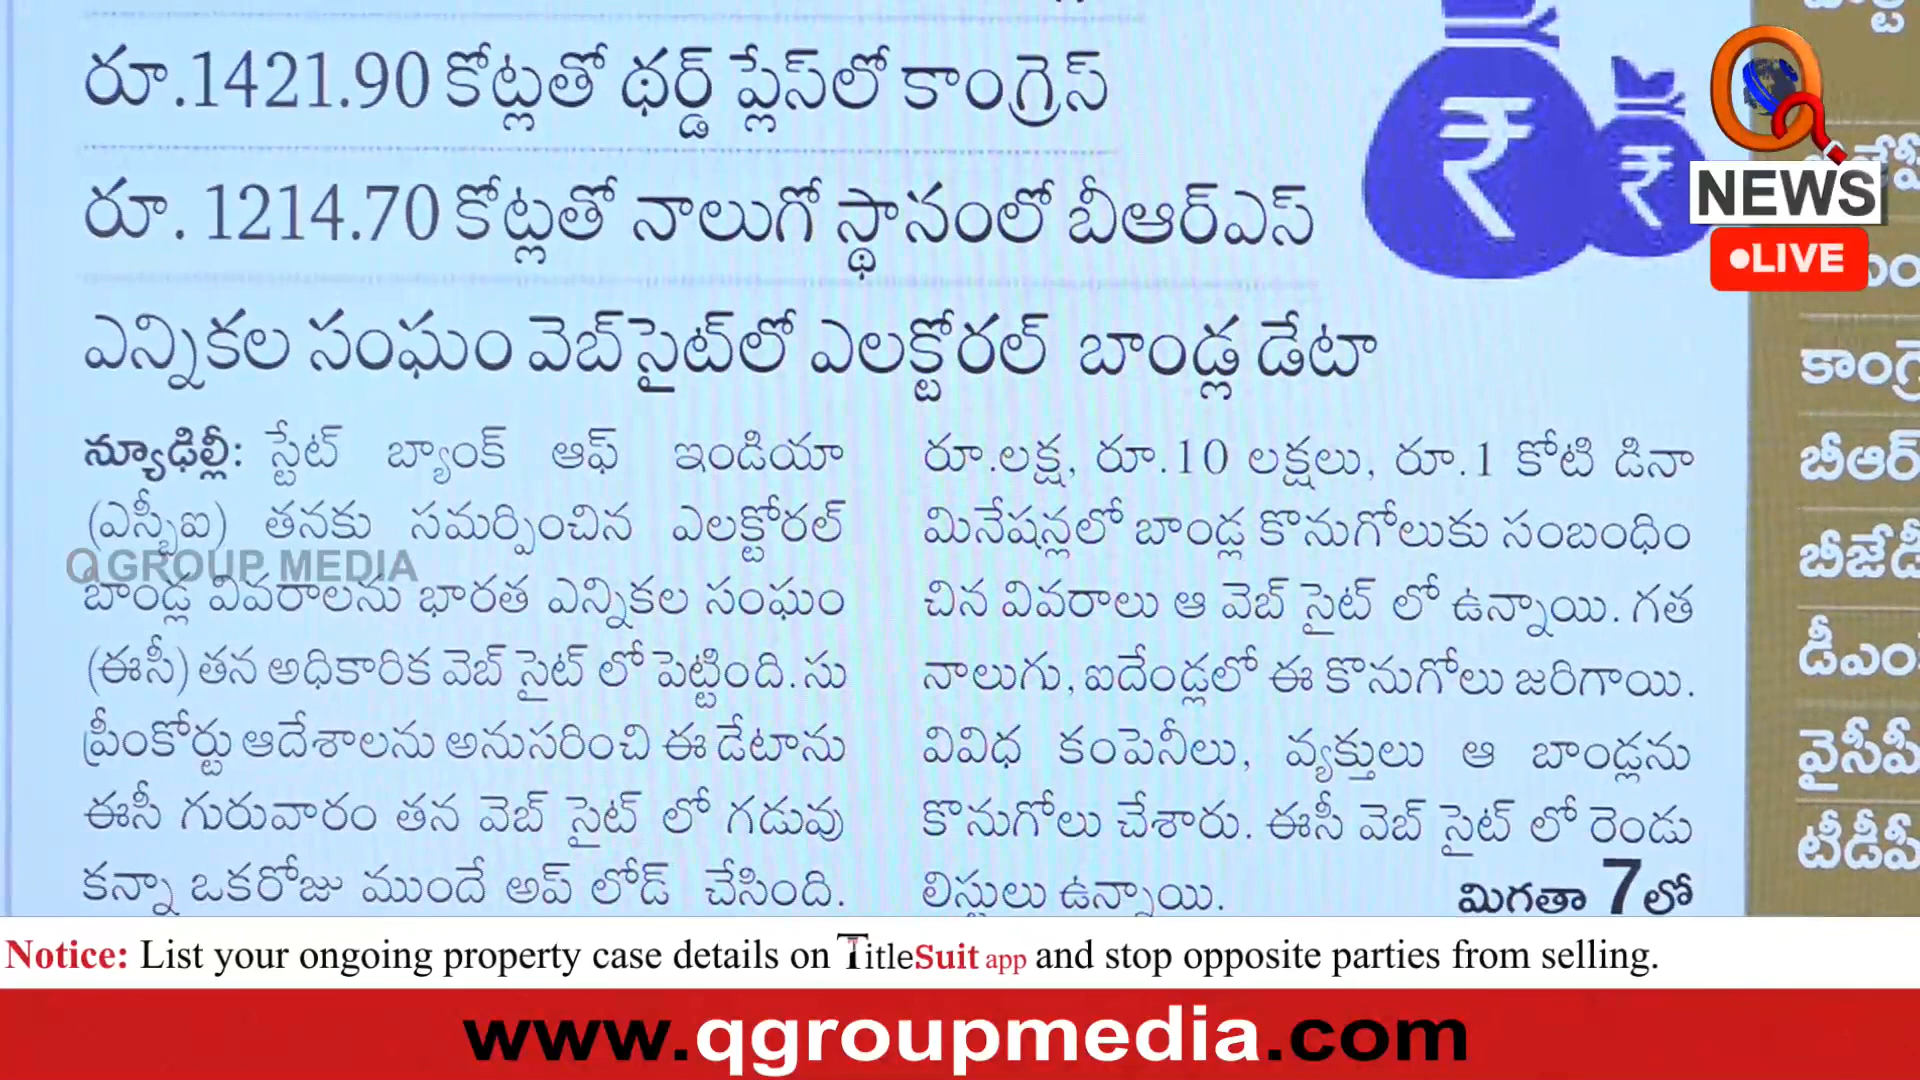 రూ.1421.90 కోట్లతో థర్డ్ ప్లేస్‌లో కాంగ్రెస్
రూ. 1214.70 కోట్లతో నాలుగో స్థానంలో బీఆర్ఎస్
ఎన్నికల సంఘం వెబ్‌సైట్‌లో ఎలక్టోరల్ బాండ్ల డేటా
న్యూఢిల్లీ: స్టేట్ బ్యాంక్ ఆఫ్ ఇండియా
(ఎస్బీఐ) తనకు సమర్పించిన ఎలక్టోరల్
బాండ్ల వివరాలను భారత ఎన్నికల సంఘం
(ఈసీ) తన అధికారిక వెబ్ సైట్ లో పెట్టింది. సు
ప్రీంకోర్టు ఆదేశాలను అనుసరించి ఈ డేటాను
ఈసీ గురువారం తన వెబ్ సైట్ లో గడువు
కన్నా ఒకరోజు ముందే అప్ లోడ్ చేసింది.
రూ.లక్ష, రూ.10 లక్షలు, రూ.1 కోటి డినా
మినేషన్లలో బాండ్ల కొనుగోలుకు సంబంధిం
చిన వివరాలు ఆ వెబ్ సైట్ లో ఉన్నాయి. గత
నాలుగు, ఐదేండ్లలో ఈ కొనుగోలు జరిగాయి.
వివిధ కంపెనీలు, వ్యక్తులు ఆ బాండ్లను
కొనుగోలు చేశారు. ఈసీ వెబ్ సైట్ లో రెండు
లిస్టులు ఉన్నాయి. మిగతా 7లో
Q GROUP MEDIA
Q
NEWS
LIVE
Notice: List your ongoing property case details on TitleSuit app and stop opposite parties from selling.
www.qgroupmedia.com